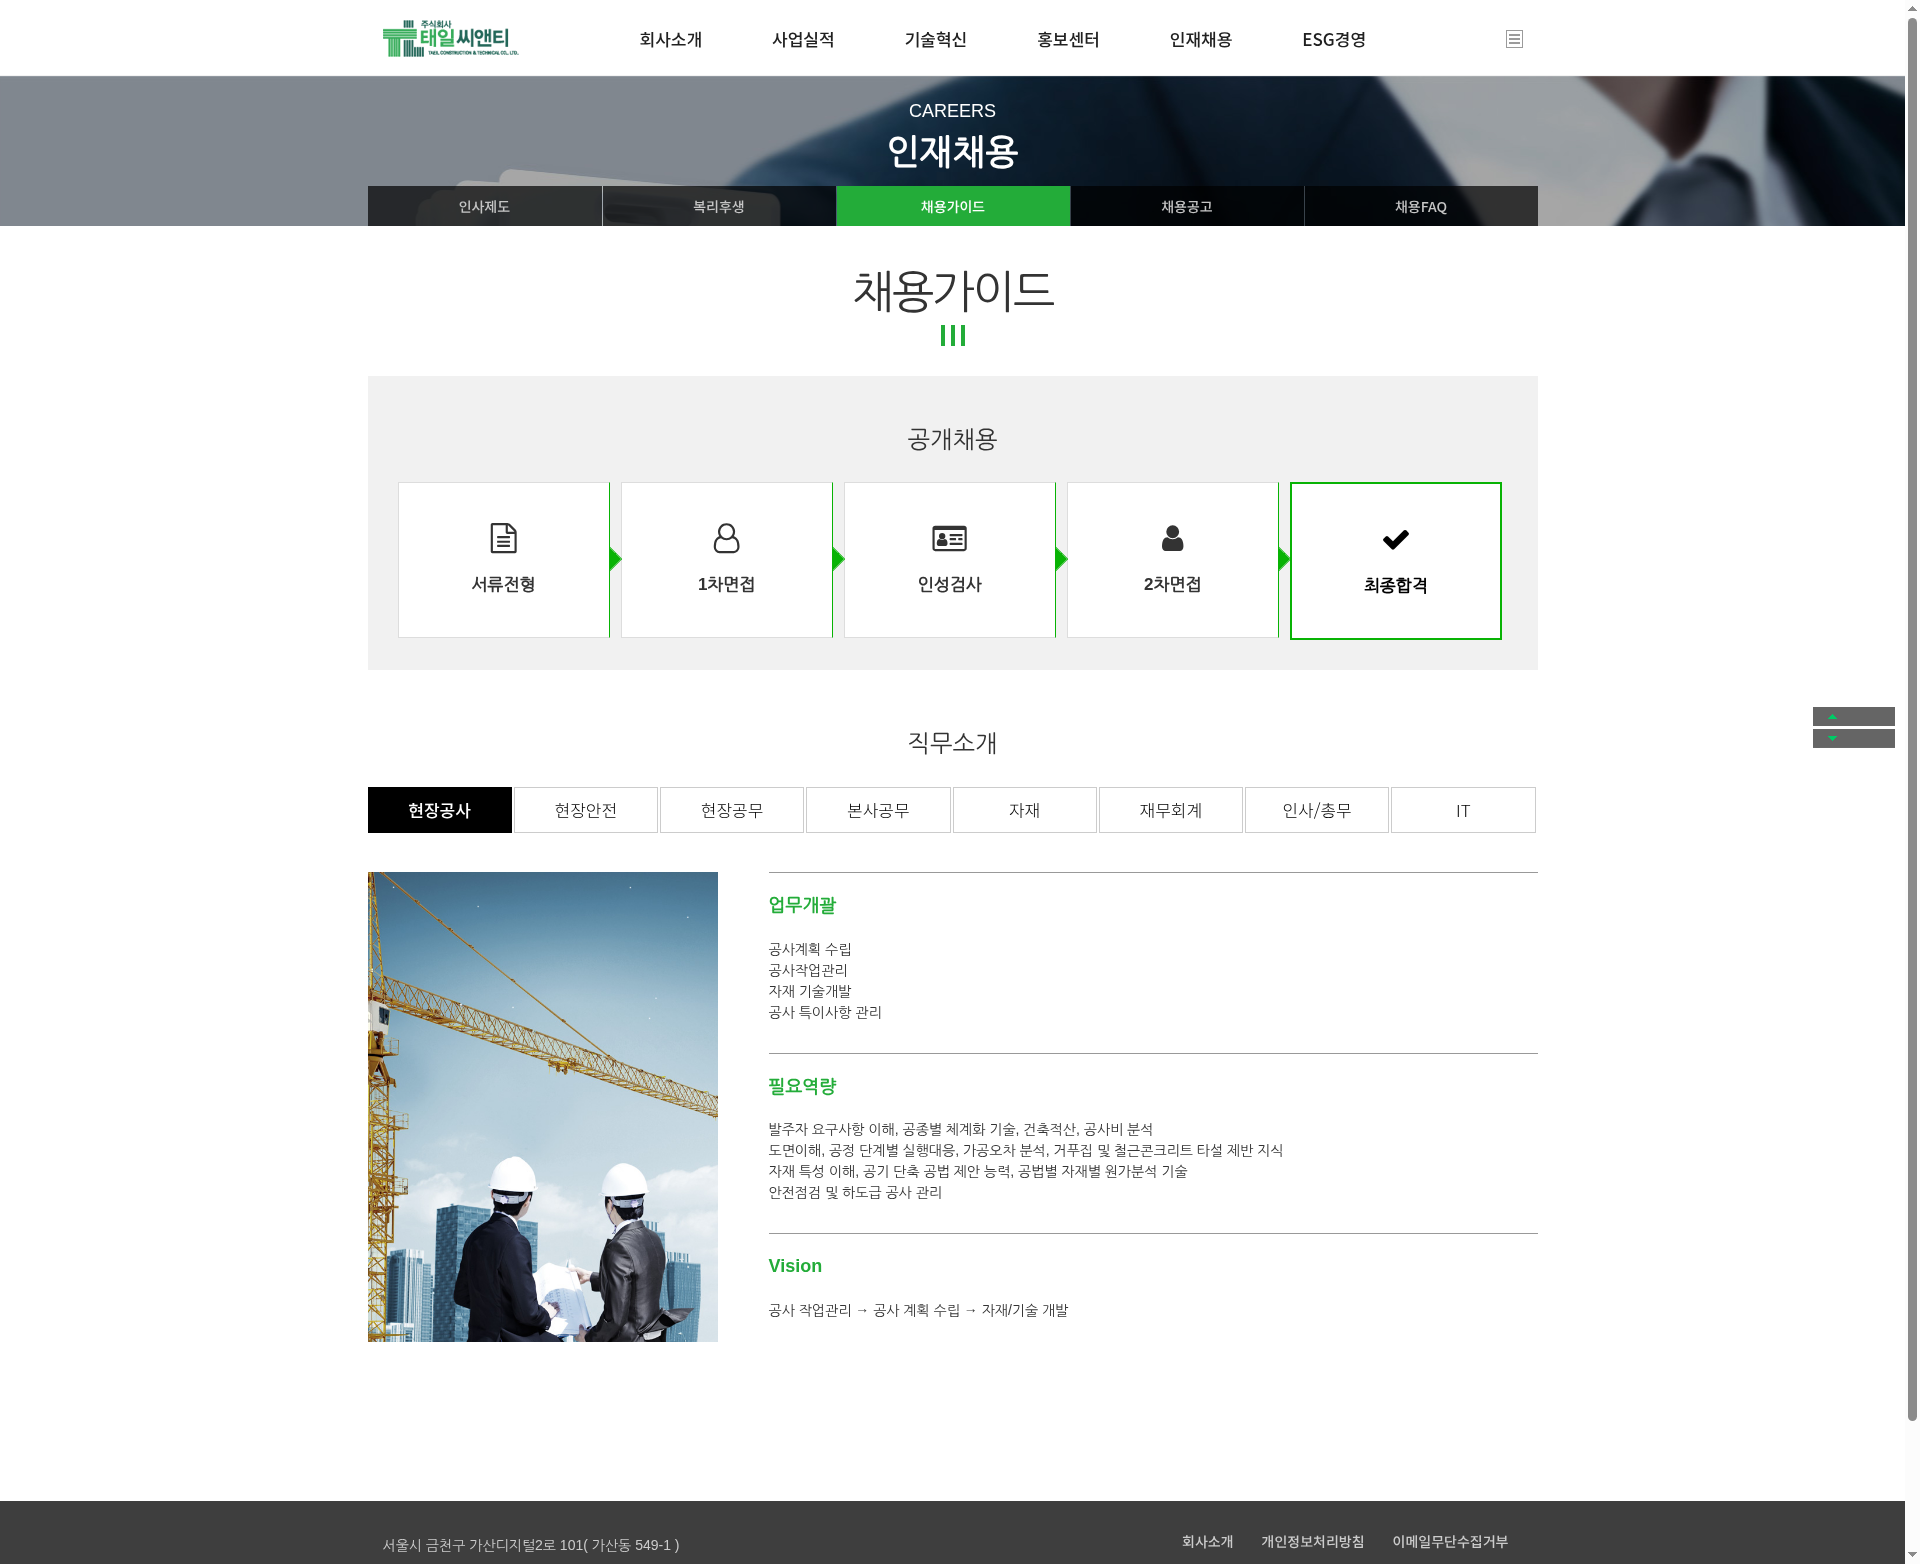 주식회사
태일씨앤티
TAEIL CONSTRUCTION & TECHNICAL CO., LTD.
회사소개 사업실적 기술혁신 홍보센터 인재채용 ESG경영
CAREERS
인재채용
인사제도 복리후생 채용가이드 채용공고 채용FAQ
채용가이드
공개채용
서류전형 1차면접 인성검사 2차면접 최종합격
직무소개
현장공사 현장안전 현장공무 본사공무 자재 재무회계 인사/총무 IT
업무개괄
공사계획 수립
공사작업관리
자재 기술개발
공사 특이사항 관리
필요역량
발주자 요구사항 이해, 공종별 체계화 기술, 건축적산, 공사비 분석
도면이해, 공정 단계별 실행대응, 가공오차 분석, 거푸집 및 철근콘크리트 타설 제반 지식
자재 특성 이해, 공기 단축 공법 제안 능력, 공법별 자재별 원가분석 기술
안전점검 및 하도급 공사 관리
Vision
공사 작업관리 → 공사 계획 수립 → 자재/기술 개발
회사소개 개인정보처리방침 이메일무단수집거부
서울시 금천구 가산디지털2로 101( 가산동 549-1 )